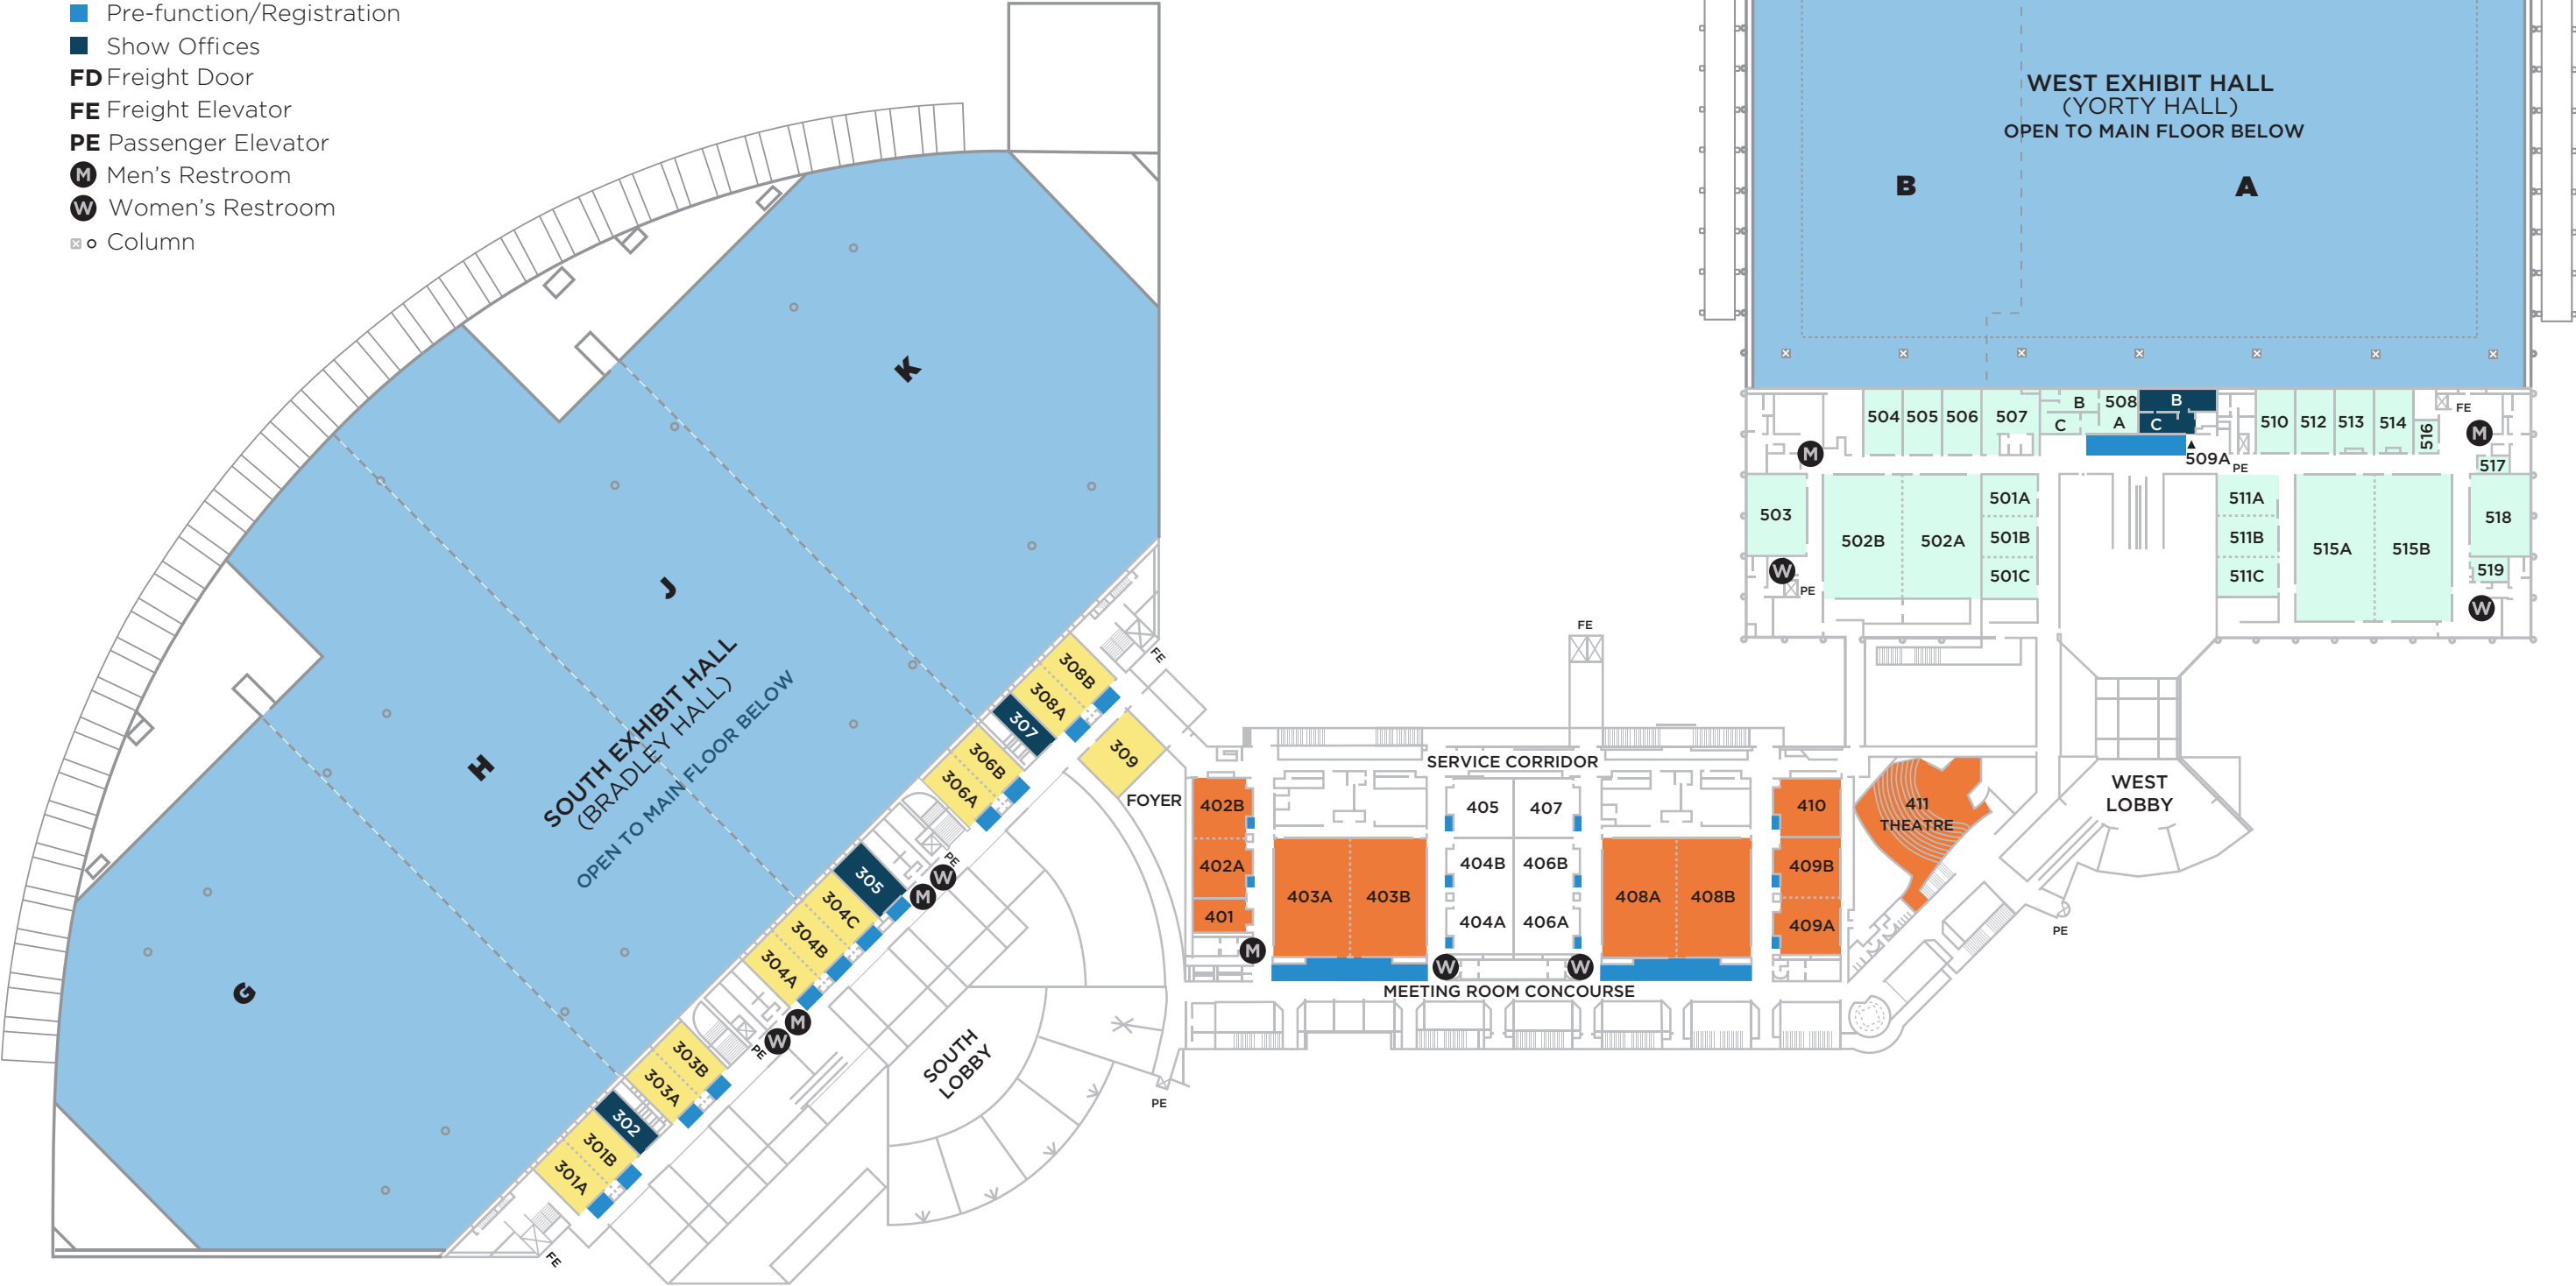 Pre-function/Registration
Show Offices
FD Freight Door
FE Freight Elevator
PE Passenger Elevator
M Men's Restroom
W Women's Restroom
Column
WEST EXHIBIT HALL
(YORTY HALL)
OPEN TO MAIN FLOOR BELOW
B
A
K
J
H
G
SOUTH EXHIBIT HALL
(BRADLEY HALL)
OPEN TO MAIN FLOOR BELOW
504
505
506
507
B
C
508
A
B
C
509A
PE
510
512
513
514
516
FE
M
M
517
503
502B
502A
501A
501B
501C
511A
511B
511C
515A
515B
518
519
W
PE
W
FE
308B
308A
307
309
306B
306A
FOYER
PE
W
M
305
304C
304B
304A
M
W
PE
303B
303A
302
301B
301A
FE
SOUTH
LOBBY
PE
FE
SERVICE CORRIDOR
402B
402A
401
M
403A
403B
405
407
404B
406B
404A
406A
W
W
408A
408B
410
409B
409A
411
THEATRE
MEETING ROOM CONCOURSE
WEST
LOBBY
PE